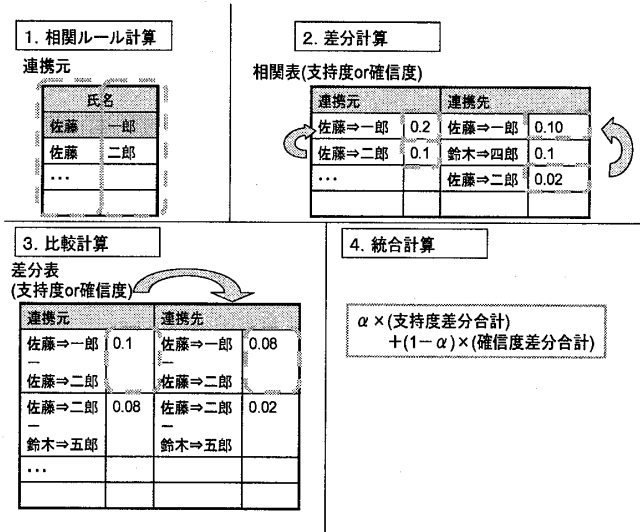 1. 相関ルール計算
連携元
氏名
佐藤 一郎
佐藤 二郎
・・・
2. 差分計算
相関表(支持度or確信度)
連携元 連携先
佐藤⇒一郎 0.2 佐藤⇒一郎 0.10
佐藤⇒二郎 0.1 鈴木⇒四郎 0.1
・・・ 佐藤⇒二郎 0.02
3. 比較計算
差分表
(支持度or確信度)
連携元 連携先
佐藤⇒一郎 0.1 佐藤⇒一郎 0.08
― ―
佐藤⇒二郎 佐藤⇒二郎
佐藤⇒二郎 0.08 佐藤⇒二郎 0.02
― ―
鈴木⇒五郎 鈴木⇒五郎
・・・
4. 統合計算
α×(支持度差分合計)
+(1-α)×(確信度差分合計)